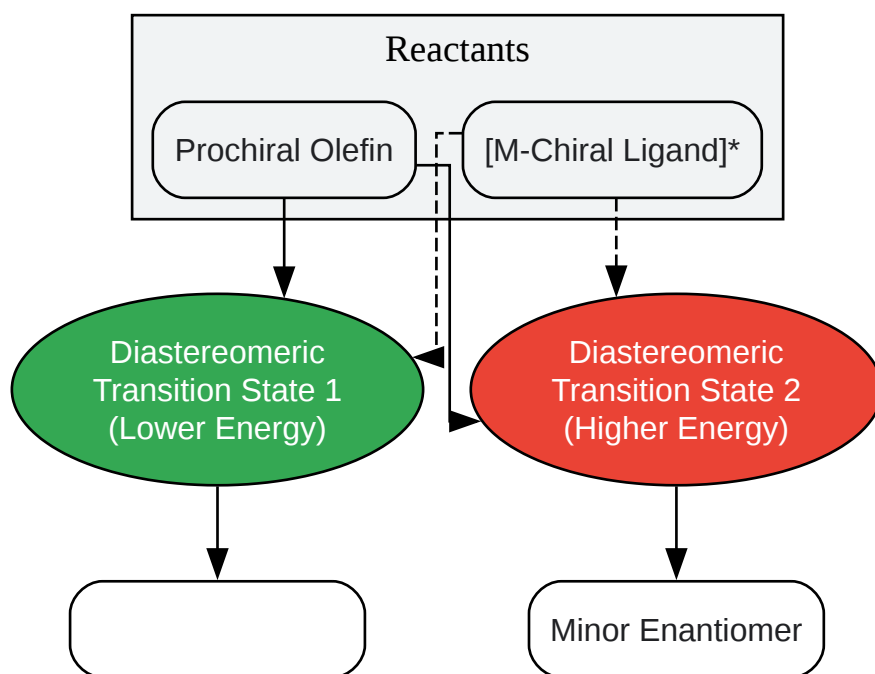 Reactants
Prochiral Olefin
[M-Chiral Ligand]*
Diastereomeric
Transition State 1
(Lower Energy)
Diastereomeric
Transition State 2
(Higher Energy)
Minor Enantiomer